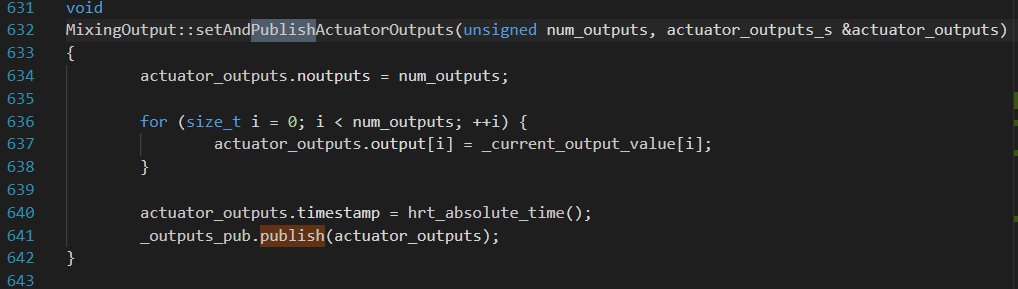 631 void
632 MixingOutput::setAndPublishActuatorOutputs(unsigned num_outputs, actuator_outputs_s &actuator_outputs)
633 {
634 actuator_outputs.noutputs = num_outputs;
635
636 for (size_t i = 0; i < num_outputs; ++i) {
637 actuator_outputs.output[i] = _current_output_value[i];
638 }
639
640 actuator_outputs.timestamp = hrt_absolute_time();
641 _outputs_pub.publish(actuator_outputs);
642 }
643